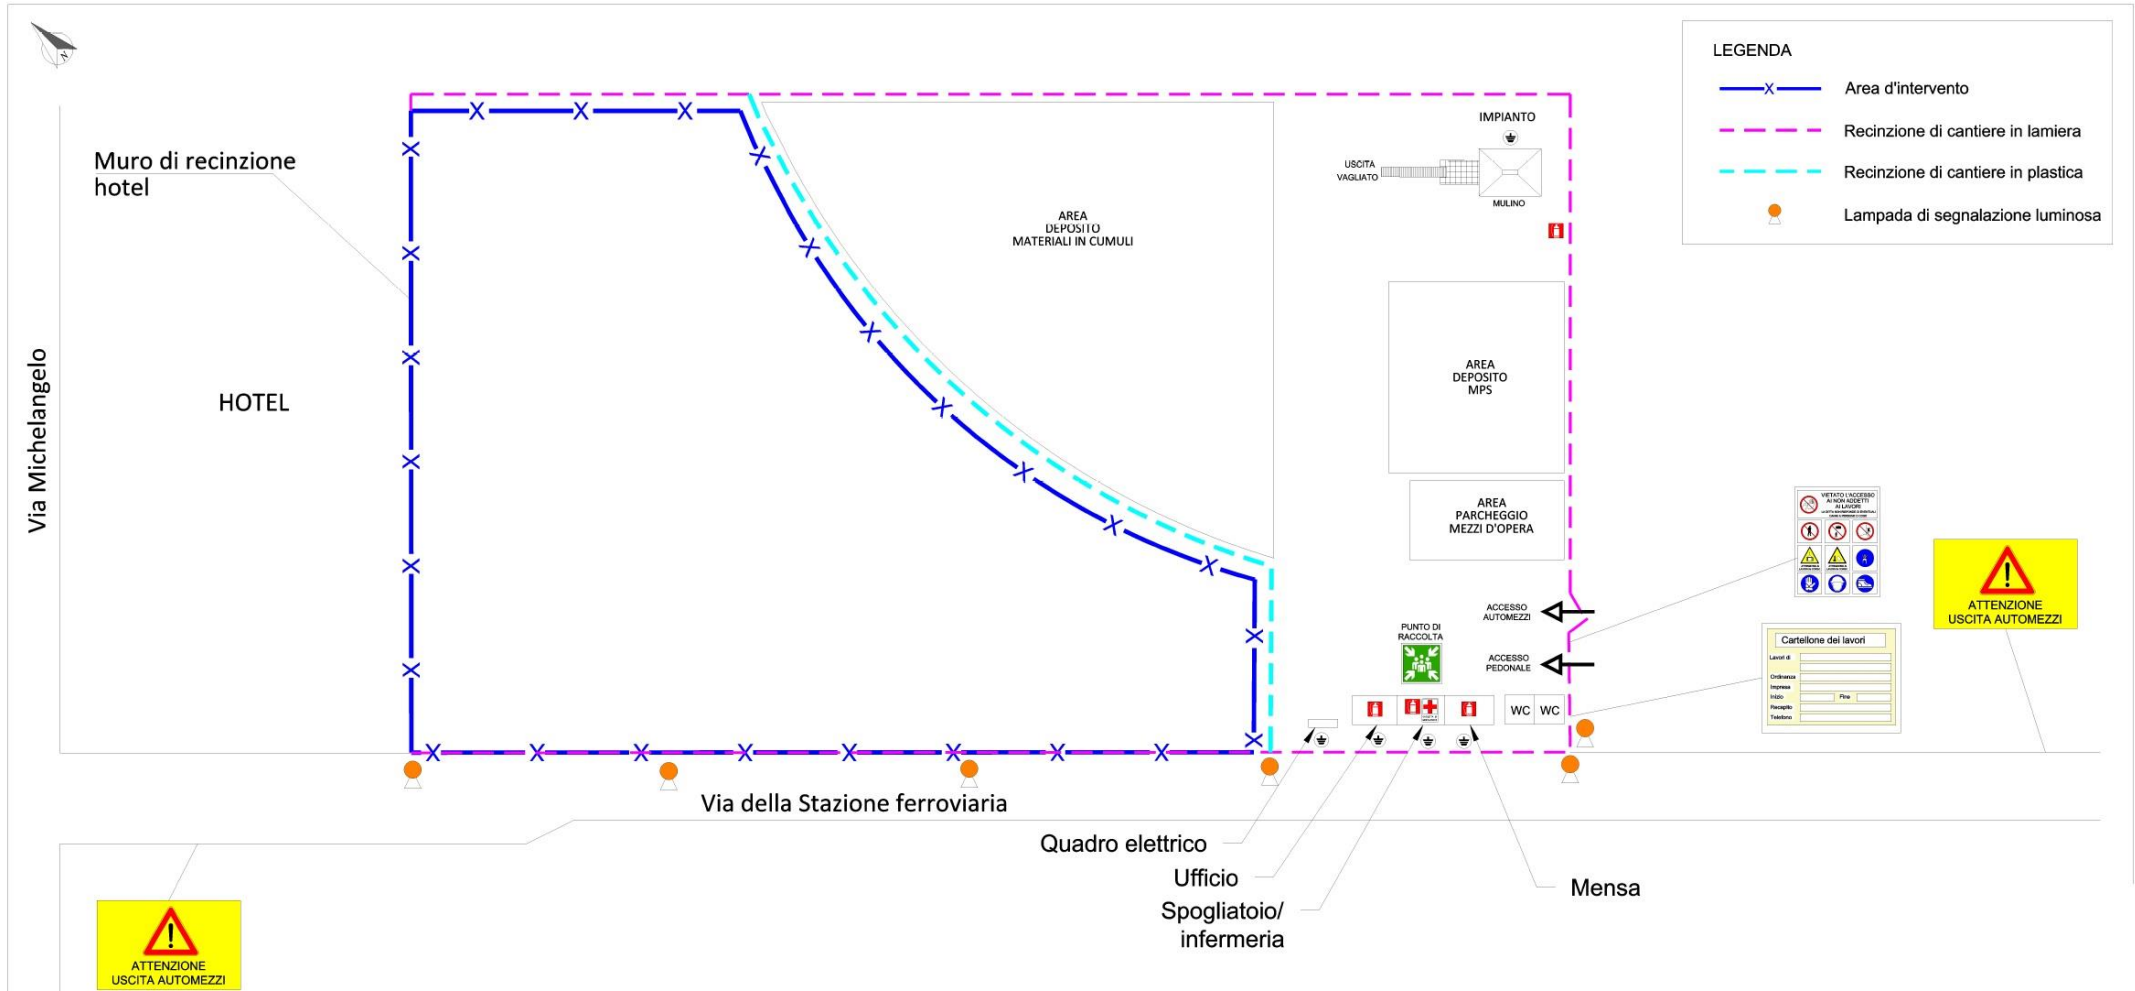 N
LEGENDA
Area d'intervento
Recinzione di cantiere in lamiera
Recinzione di cantiere in plastica
Lampada di segnalazione luminosa
Muro di recinzione
hotel
HOTEL
Via Michelangelo
AREA
DEPOSITO
MATERIALI IN CUMULI
IMPIANTO
USCITA
VAGLIATO
MULINO
AREA
DEPOSITO
MPS
AREA
PARCHEGGIO
MEZZI D'OPERA
ACCESSO
AUTOMEZZI
PUNTO DI
RACCOLTA
ACCESSO
PEDONALE
WC WC
VIETATO L'ACCESSO
AI NON ADDETTI
AI LAVORI
ATTENZIONE
USCITA AUTOMEZZI
Cartellone dei lavori
Lavori di
Ordinanza
Impresa
Inizio Fine
Recapito
Telefono
Via della Stazione ferroviaria
Quadro elettrico
Ufficio
Spogliatoio/
infermeria
Mensa
ATTENZIONE
USCITA AUTOMEZZI